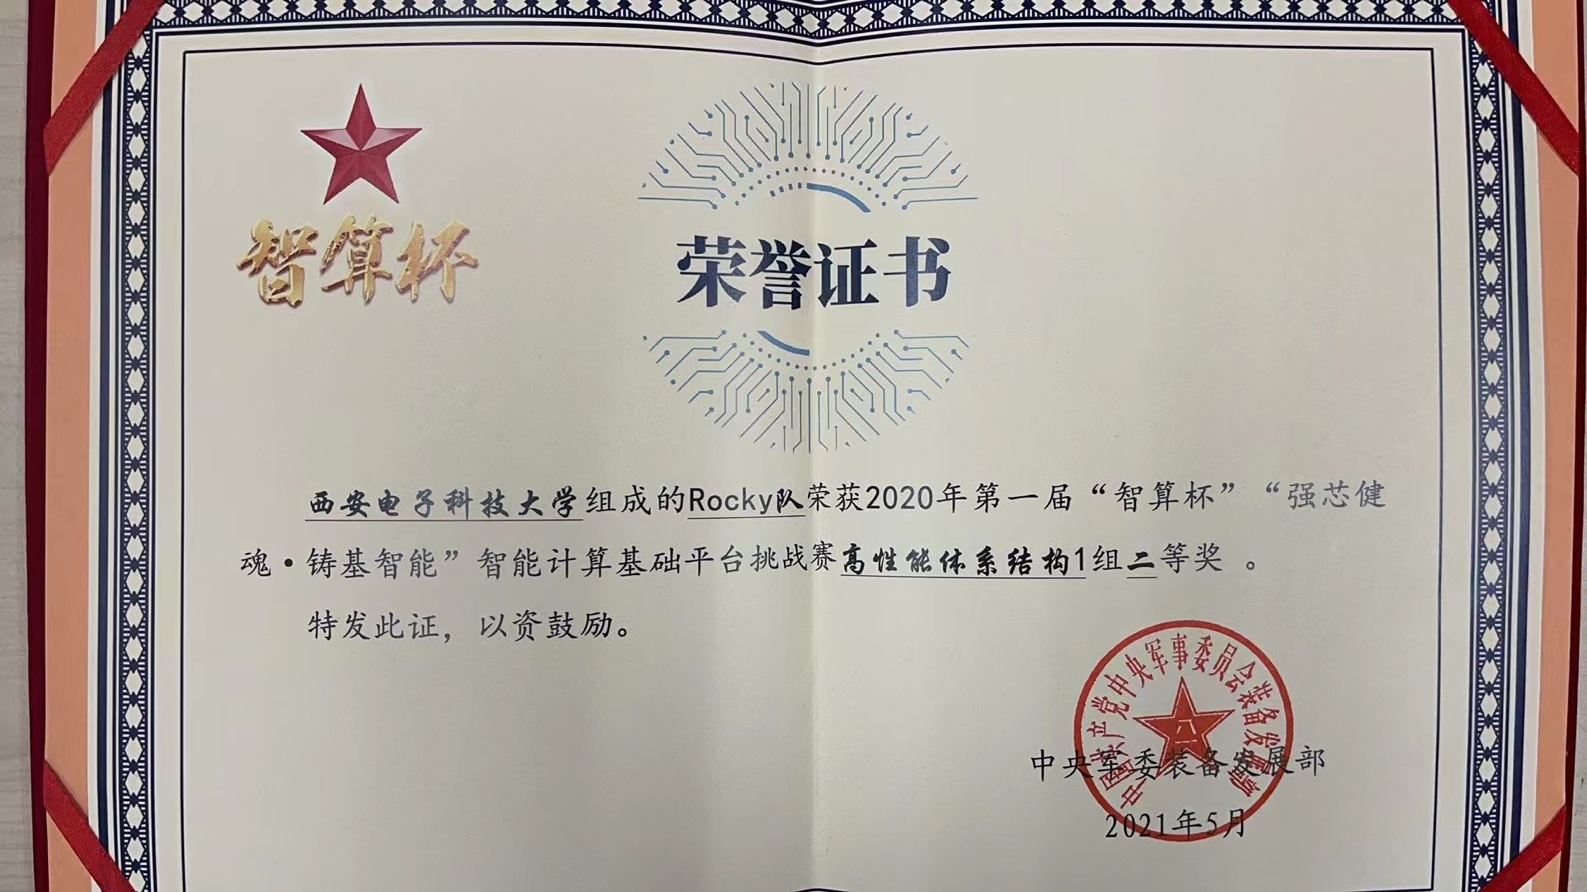 智算杯
荣誉证书
西安电子科技大学组成的Rocky队荣获2020年第一届“智算杯”“强芯健
魂·铸基智能”智能计算基础平台挑战赛高性能体系结构1组二等奖 。
特发此证，以资鼓励。
中国共产党中央军事委员会装备发展部
八一
中央军委装备发展部
2021年5月